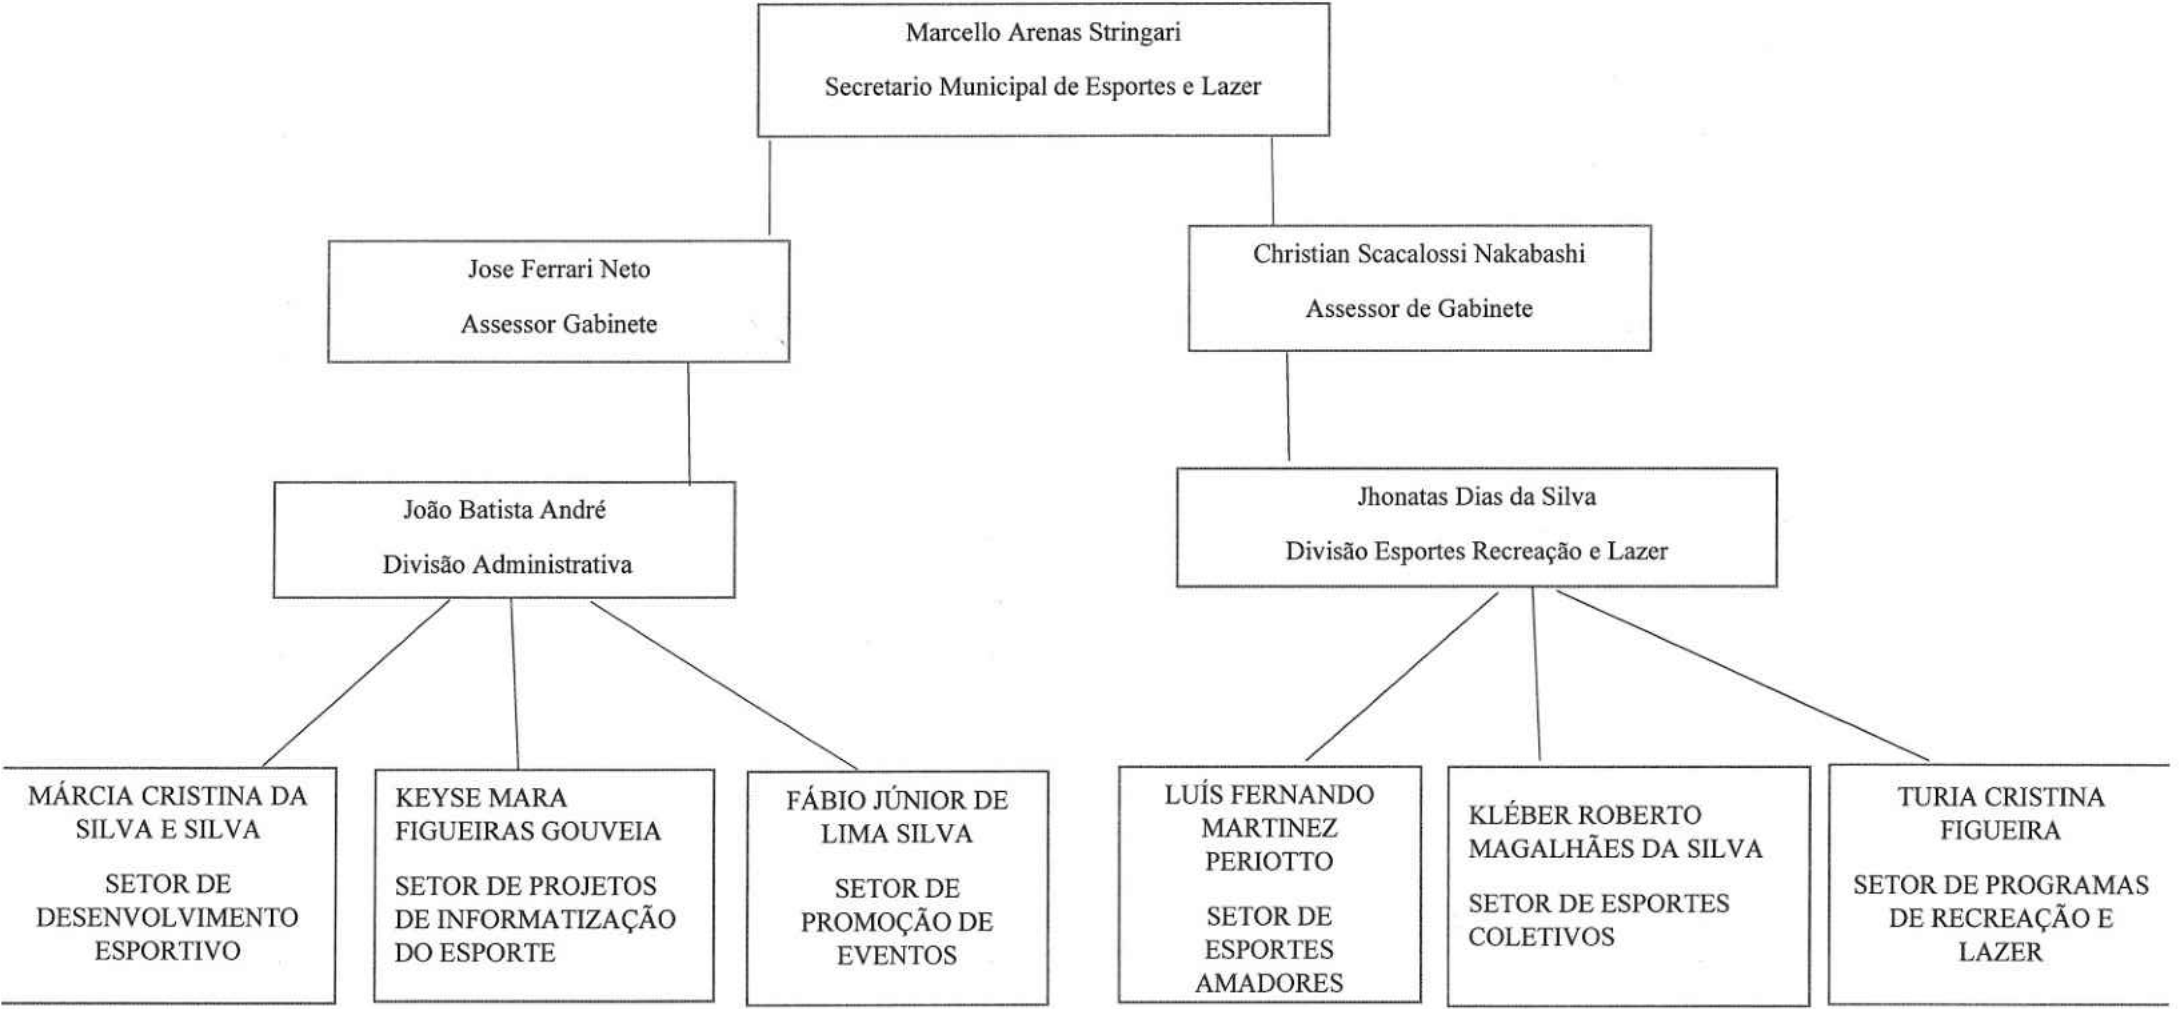 Marcello Arenas Stringari
Secretario Municipal de Esportes e Lazer
Jose Ferrari Neto
Assessor Gabinete
Christian Scacalossi Nakabashi
Assessor de Gabinete
João Batista André
Divisão Administrativa
Jhonatas Dias da Silva
Divisão Esportes Recreação e Lazer
MÁRCIA CRISTINA DA
SILVA E SILVA
SETOR DE
DESENVOLVIMENTO
ESPORTIVO
KEYSE MARA
FIGUEIRAS GOUVEIA
SETOR DE PROJETOS
DE INFORMATIZAÇÃO
DO ESPORTE
FÁBIO JÚNIOR DE
LIMA SILVA
SETOR DE
PROMOÇÃO DE
EVENTOS
LUÍS FERNANDO
MARTINEZ
PERIOTTO
SETOR DE
ESPORTES
AMADORES
KLÉBER ROBERTO
MAGALHÃES DA SILVA
SETOR DE ESPORTES
COLETIVOS
TURIA CRISTINA
FIGUEIRA
SETOR DE PROGRAMAS
DE RECREAÇÃO E
LAZER